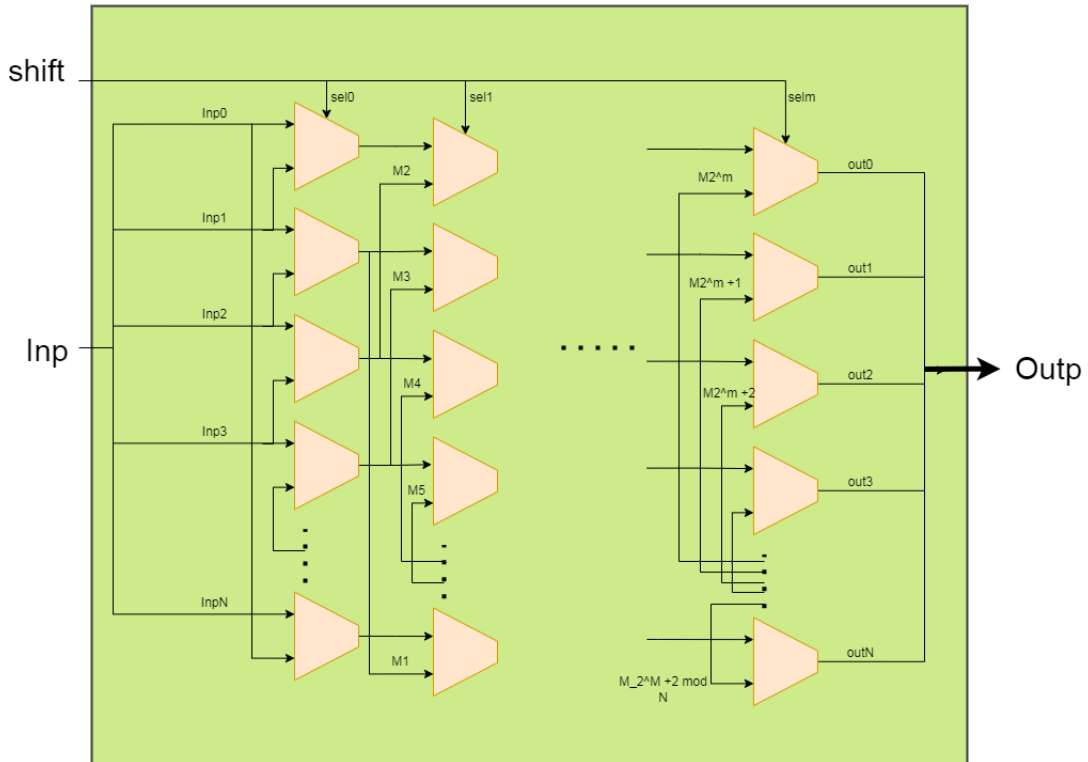 shift
sel0
sel1
selm
Inp0
M2
M2^m
out0
Inp1
M3
M2^m +1
out1
Inp2
Inp
M4
M2^m +2
out2
Outp
Inp3
M5
out3
InpN
M1
outN
M_2^M +2 mod
N